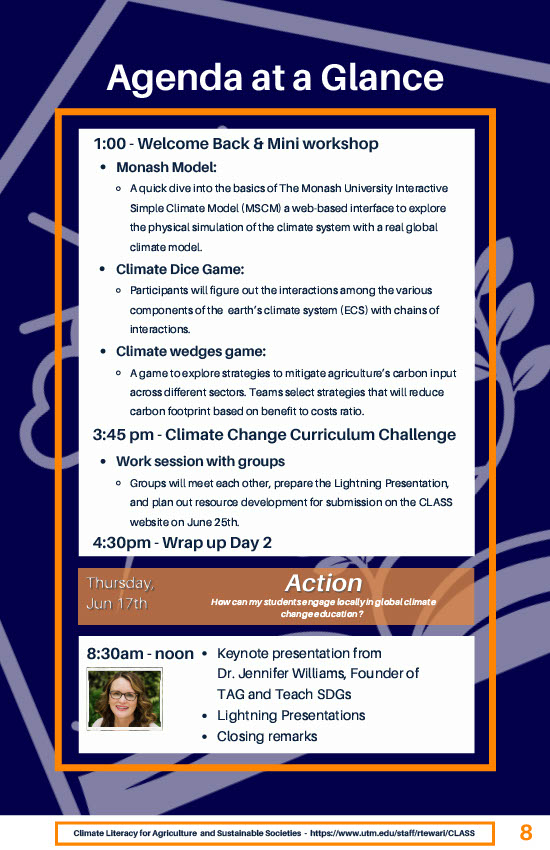 Agenda at a Glance
1:00 - Welcome Back & Mini workshop
• Monash Model:
○ A quick dive into the basics of The Monash University Interactive
Simple Climate Model (MSCM) a web-based interface to explore
the physical simulation of the climate system with a real global
climate model.
• Climate Dice Game:
○ Participants will figure out the interactions among the various
components of the earth's climate system (ECS) with chains of
interactions.
• Climate wedges game:
○ A game to explore strategies to mitigate agriculture's carbon input
across different sectors. Teams select strategies that will reduce
carbon footprint based on benefit to costs ratio.
3:45 pm - Climate Change Curriculum Challenge
• Work session with groups
○ Groups will meet each other, prepare the Lightning Presentation,
and plan out resource development for submission on the CLASS
website on June 25th.
4:30pm - Wrap up Day 2
Thursday,
Jun 17th
Action
How can my students engage locally in global climate
change education?
8:30am - noon
• Keynote presentation from
Dr. Jennifer Williams, Founder of
TAG and Teach SDGs
• Lightning Presentations
• Closing remarks
Climate Literacy for Agriculture and Sustainable Societies - https://www.utm.edu/staff/rtewari/CLASS
8